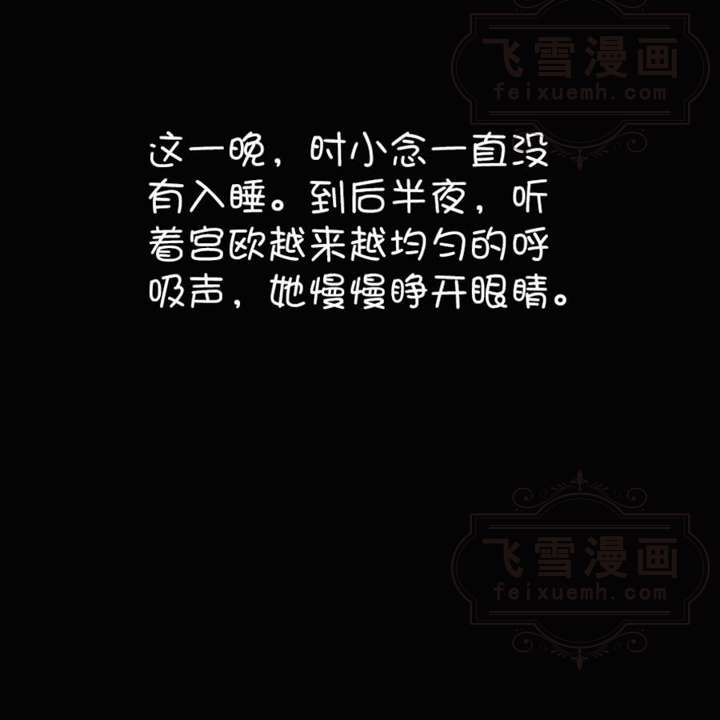 飞雪漫画
feixuemh.com
这一晚，时小念一直没
有入睡。到后半夜，听
着宫欧越来越均匀的呼
吸声，她慢慢睁开眼睛。
飞雪漫画
feixuemh.com